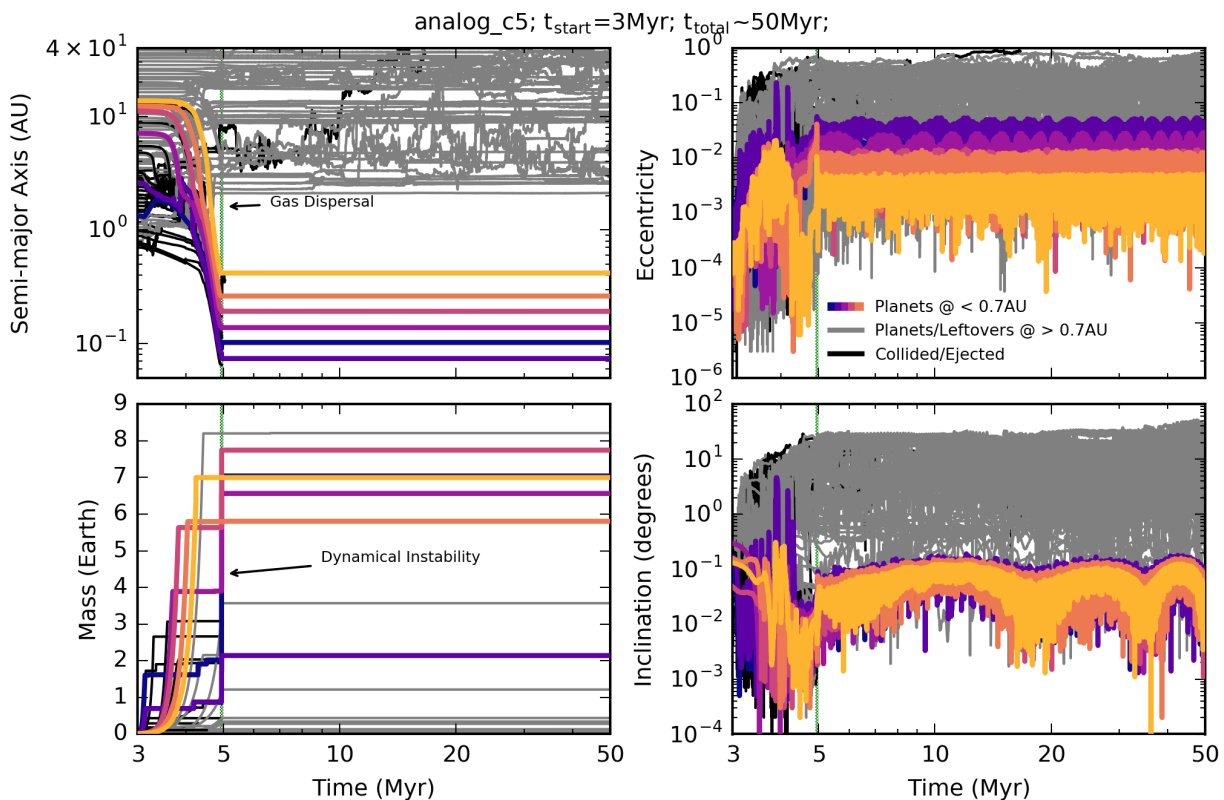 analog_c5; t_start=3Myr; t_total~50Myr;
4 × 10^1
10^1
10^0
10^-1
Semi-major Axis (AU)
Gas Dispersal
10^0
10^-1
10^-2
10^-3
10^-4
10^-5
10^-6
Eccentricity
Planets @ < 0.7AU
Planets/Leftovers @ > 0.7AU
Collided/Ejected
9
8
7
6
5
4
3
2
1
0
Mass (Earth)
Dynamical Instability
3 5 10 20 50
Time (Myr)
10^2
10^1
10^0
10^-1
10^-2
10^-3
10^-4
Inclination (degrees)
3 5 10 20 50
Time (Myr)